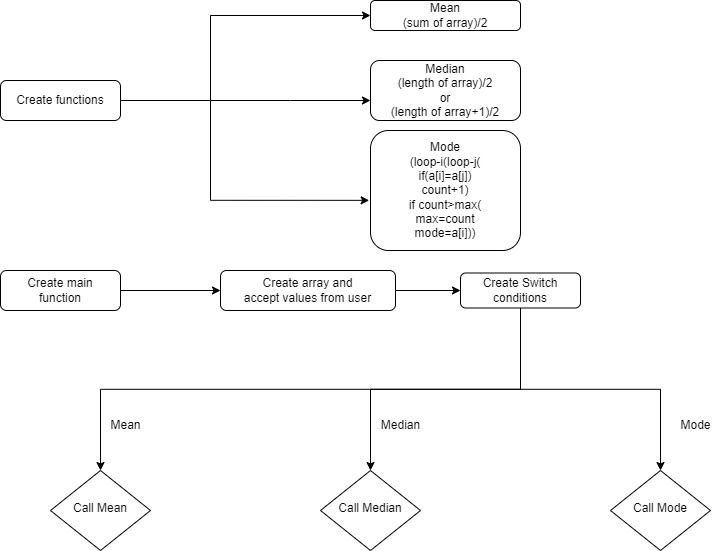 Mean
(sum of array)/2
Create functions
Median
(length of array)/2
or
(length of array+1)/2
Mode
(loop-i(loop-j(
if(a[i]=a[j])
count+1)
if count>max(
max=count
mode=a[i]))
Create main
function
Create array and
accept values from user
Create Switch
conditions
Mean
Median
Mode
Call Mean
Call Median
Call Mode